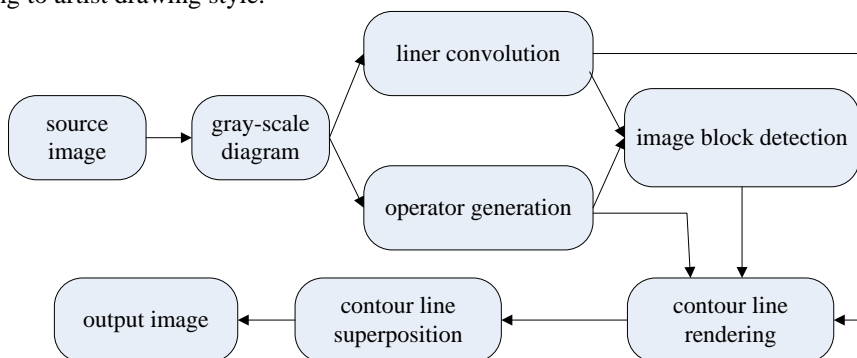 ng to artist drawing style.
liner convolution
source
image
gray-scale
diagram
image block detection
operator generation
output image
contour line
superposition
contour line
rendering